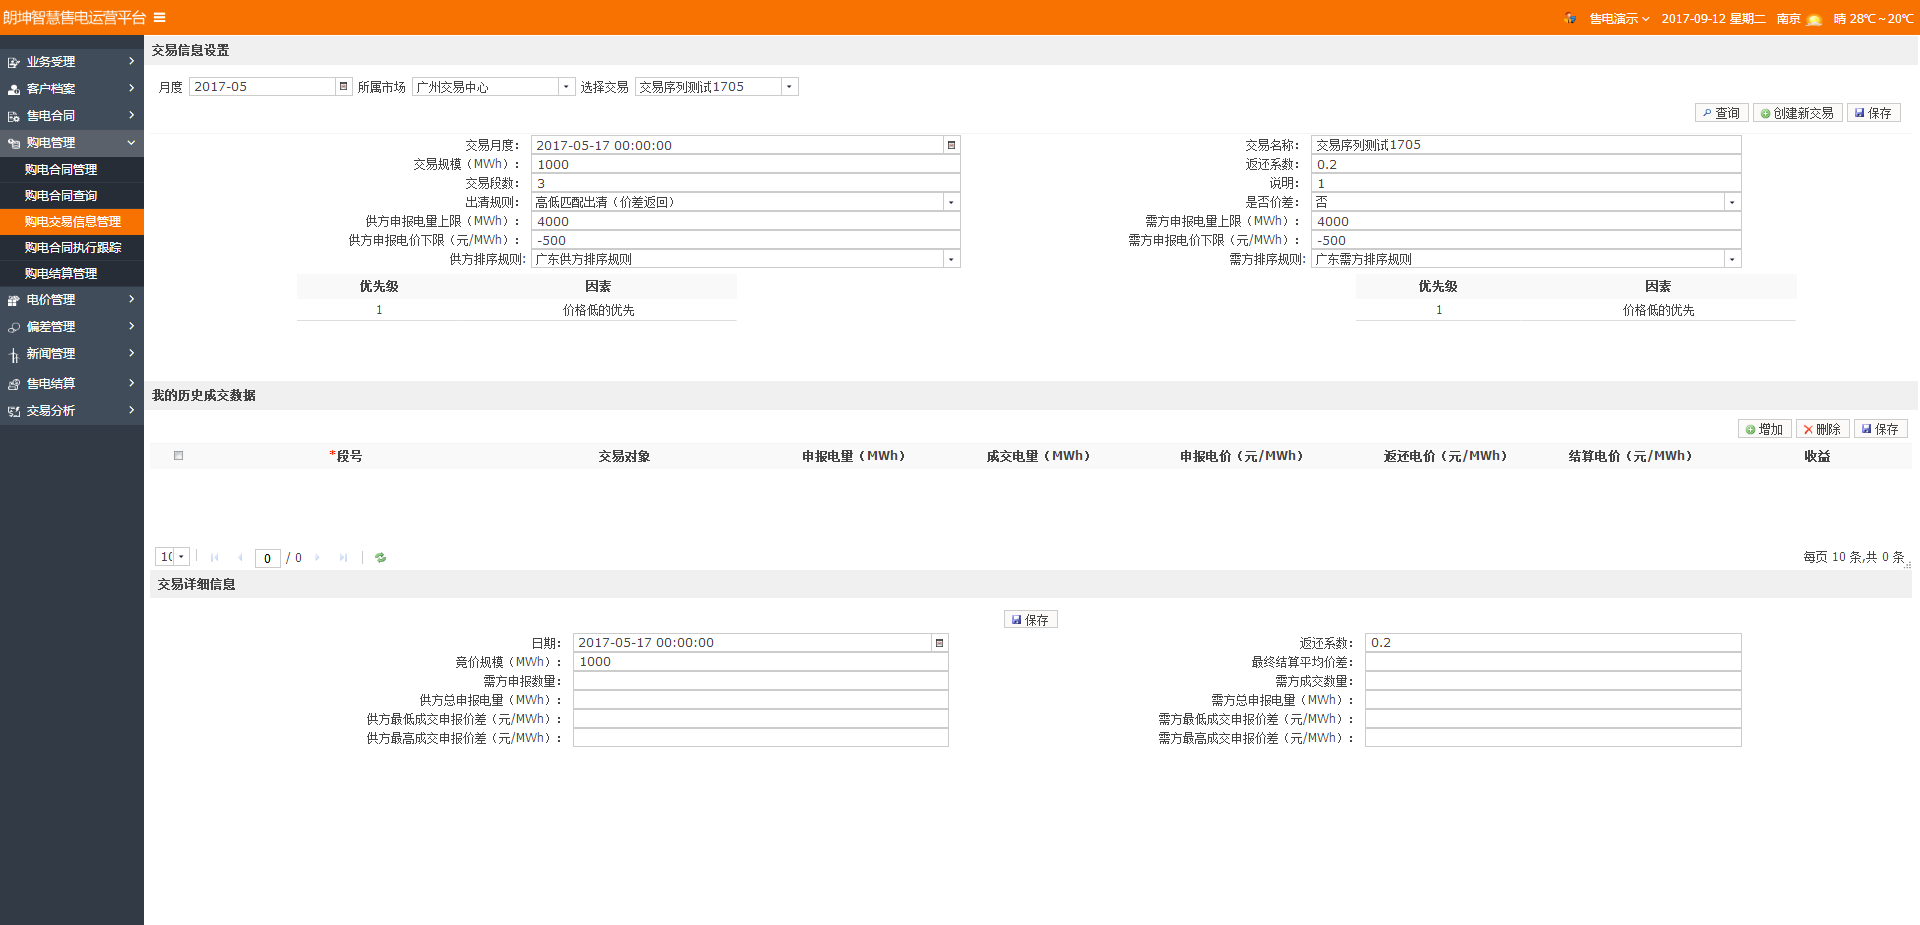 朗坤智慧售电运营平台
售电演示 2017-09-12 星期二 南京 晴 28℃～20℃
业务受理
客户档案
售电合同
购电管理
购电合同管理
购电合同查询
购电交易信息管理
购电合同执行跟踪
购电结算管理
电价管理
偏差管理
新闻管理
售电结算
交易分析
交易信息设置
月度 2017-05 所属市场 广州交易中心 选择交易 交易序列测试1705
查询 创建新交易 保存
交易月度： 2017-05-17 00:00:00 交易名称： 交易序列测试1705
交易规模（MWh）： 1000 返还系数： 0.2
交易段数： 3 说明： 1
出清规则： 高低匹配出清（价差返回） 是否价差： 否
供方申报电量上限（MWh）： 4000 需方申报电量上限（MWh）： 4000
供方申报电价下限（元/MWh）： -500 需方申报电价下限（元/MWh）： -500
供方排序规则: 广东供方排序规则 需方排序规则: 广东需方排序规则
优先级 因素 优先级 因素
1 价格低的优先 1 价格低的优先
我的历史成交数据
增加 删除 保存
*段号 交易对象 申报电量（MWh） 成交电量（MWh） 申报电价（元/MWh） 返还电价（元/MWh） 结算电价（元/MWh） 收益
10 0 / 0 每页 10 条,共 0 条
交易详细信息
保存
日期： 2017-05-17 00:00:00 返还系数： 0.2
竞价规模（MWh）： 1000 最终结算平均价差：
需方申报数量： 需方成交数量：
供方总申报电量（MWh）： 需方总申报电量（MWh）：
供方最低成交申报价差（元/MWh）： 需方最低成交申报价差（元/MWh）：
供方最高成交申报价差（元/MWh）： 需方最高成交申报价差（元/MWh）：